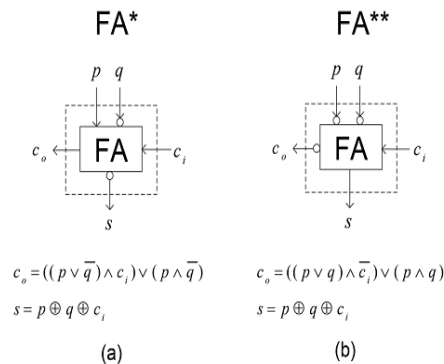 FA* FA**
p q p q
c_o FA c_i c_o FA c_i
s s
c_o = ((p ∨ q̅) ∧ c_i) ∨ (p ∧ q̅) c_o = ((p ∨ q) ∧ c̅_i) ∨ (p ∧ q)
s = p ⊕ q ⊕ c_i s = p ⊕ q ⊕ c_i
(a) (b)